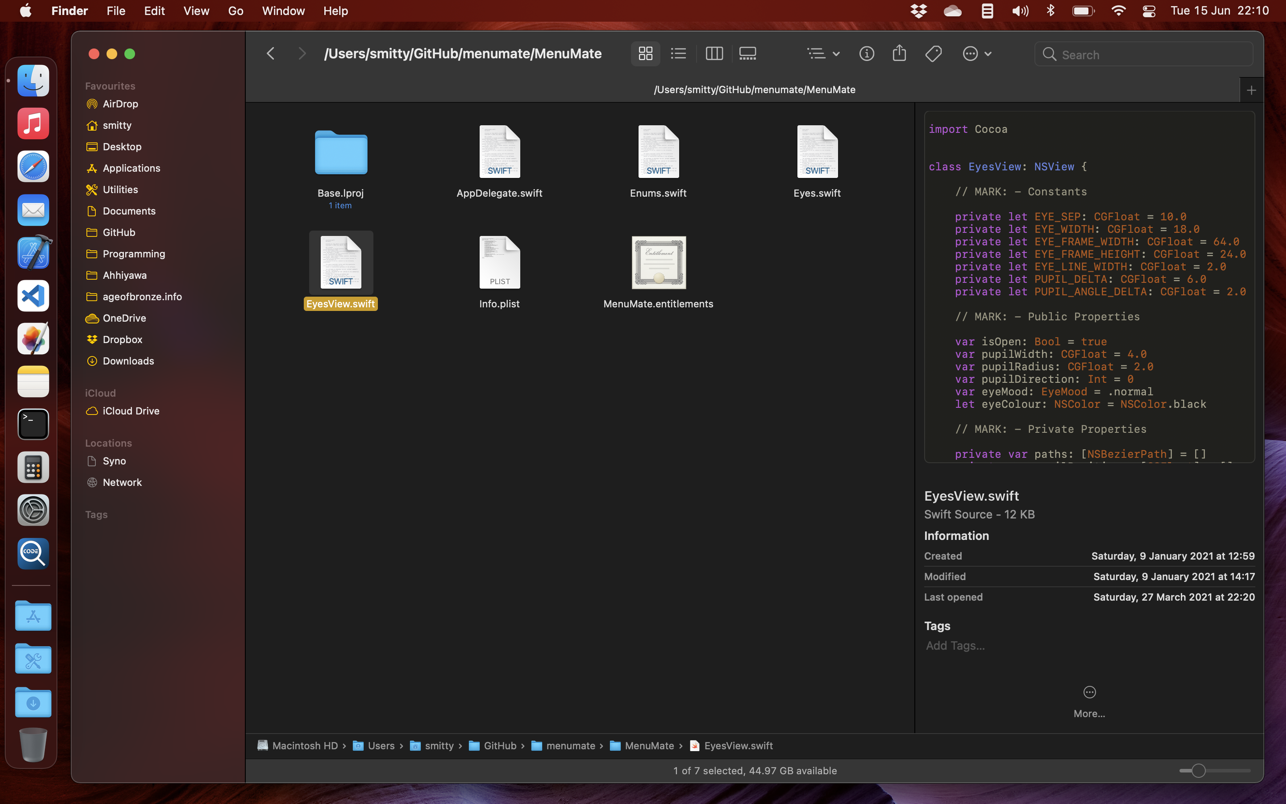 Finder File Edit View Go Window Help Tue 15 Jun 22:10
/Users/smitty/GitHub/menumate/MenuMate
Search
/Users/smitty/GitHub/menumate/MenuMate
Favourites
AirDrop
smitty
Desktop
Applications
Utilities
Documents
GitHub
Programming
Ahhiyawa
ageofbronze.info
OneDrive
Dropbox
Downloads
iCloud
iCloud Drive
Locations
Syno
Network
Tags
CODE
SWIFT
SWIFT
SWIFT
Base.lproj
1 item
AppDelegate.swift
Enums.swift
Eyes.swift
SWIFT
PLIST
Entitlement
EyesView.swift
Info.plist
MenuMate.entitlements
import Cocoa
class EyesView: NSView {
// MARK: - Constants
private let EYE_SEP: CGFloat = 10.0
private let EYE_WIDTH: CGFloat = 18.0
private let EYE_FRAME_WIDTH: CGFloat = 64.0
private let EYE_FRAME_HEIGHT: CGFloat = 24.0
private let EYE_LINE_WIDTH: CGFloat = 2.0
private let PUPIL_DELTA: CGFloat = 6.0
private let PUPIL_ANGLE_DELTA: CGFloat = 2.0
// MARK: - Public Properties
var isOpen: Bool = true
var pupilWidth: CGFloat = 4.0
var pupilRadius: CGFloat = 2.0
var pupilDirection: Int = 0
var eyeMood: EyeMood = .normal
let eyeColour: NSColor = NSColor.black
// MARK: - Private Properties
private var paths: [NSBezierPath] = []
EyesView.swift
Swift Source - 12 KB
Information
Created Saturday, 9 January 2021 at 12:59
Modified Saturday, 9 January 2021 at 14:17
Last opened Saturday, 27 March 2021 at 22:20
Tags
Add Tags...
More...
Macintosh HD › Users › smitty › GitHub › menumate › MenuMate › EyesView.swift
1 of 7 selected, 44.97 GB available